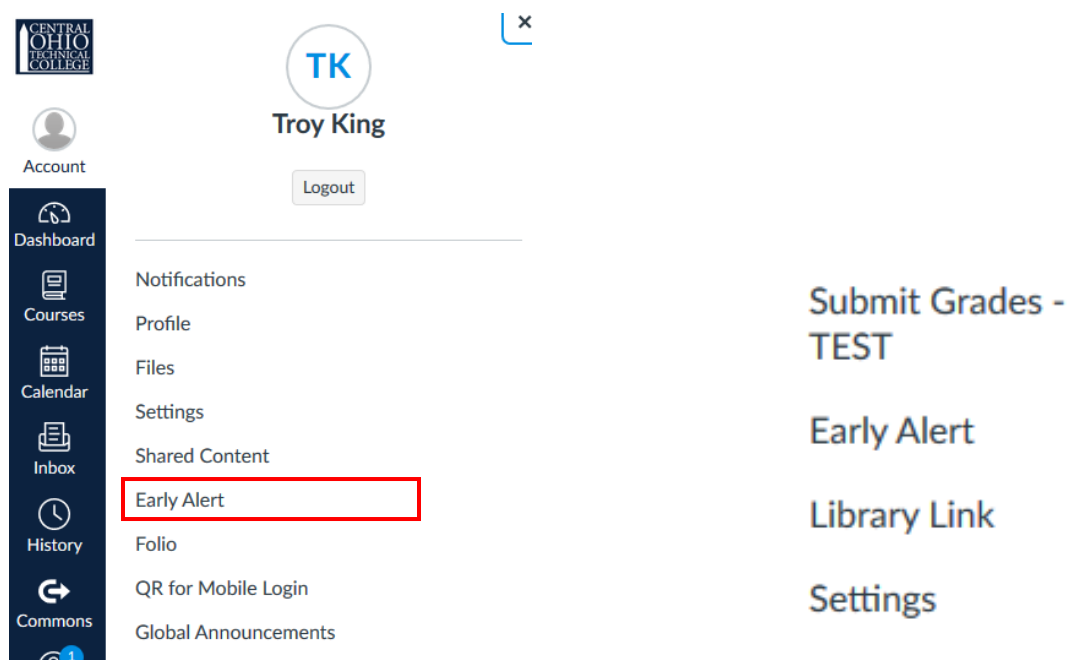 CENTRAL
OHIO
TECHNICAL
COLLEGE
Account
Dashboard
Courses
Calendar
Inbox
History
Commons
1
×
TK
Troy King
Logout
Notifications
Profile
Files
Settings
Shared Content
Early Alert
Folio
QR for Mobile Login
Global Announcements
Submit Grades -
TEST
Early Alert
Library Link
Settings